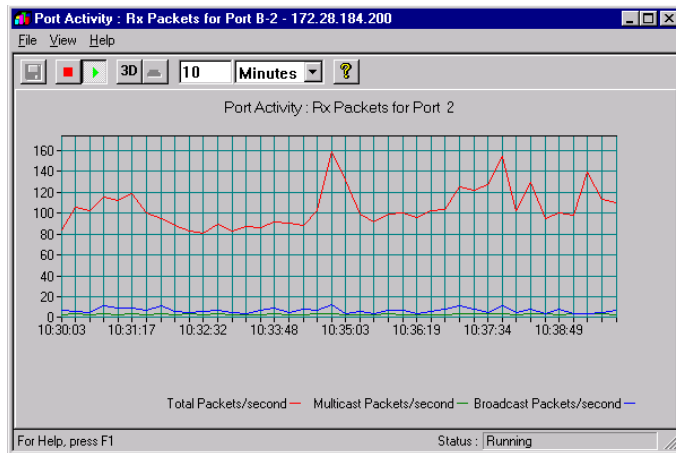 Port Activity : Rx Packets for Port B-2 - 172.28.184.200
File View Help
3D 10 Minutes ?
Port Activity : Rx Packets for Port 2
160
140
120
100
80
60
40
20
0
10:30:03 10:31:17 10:32:32 10:33:48 10:35:03 10:36:19 10:37:34 10:38:49
Total Packets/second Multicast Packets/second Broadcast Packets/second
For Help, press F1 Status : Running